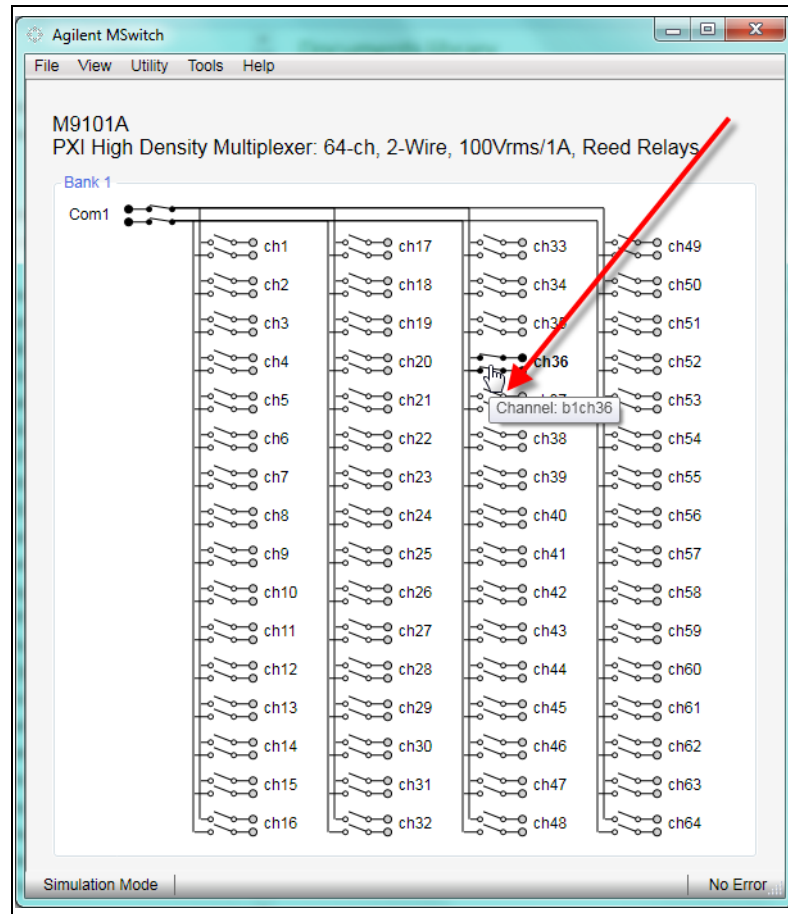 Agilent MSwitch
File View Utility Tools Help
M9101A
PXI High Density Multiplexer: 64-ch, 2-Wire, 100Vrms/1A, Reed Relays
Bank 1
Com1
ch1 ch17 ch33 ch49
ch2 ch18 ch34 ch50
ch3 ch19 ch35 ch51
ch4 ch20 ch36 ch52
ch5 ch21 ch37 ch53
Channel: b1ch36
ch6 ch22 ch38 ch54
ch7 ch23 ch39 ch55
ch8 ch24 ch40 ch56
ch9 ch25 ch41 ch57
ch10 ch26 ch42 ch58
ch11 ch27 ch43 ch59
ch12 ch28 ch44 ch60
ch13 ch29 ch45 ch61
ch14 ch30 ch46 ch62
ch15 ch31 ch47 ch63
ch16 ch32 ch48 ch64
Simulation Mode No Error